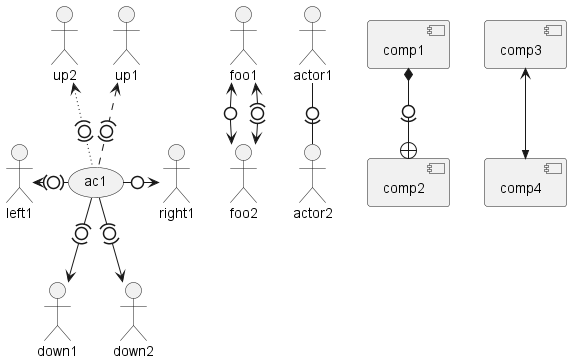 up2
up1
foo1
actor1
comp1
comp3
left1
ac1
right1
foo2
actor2
comp2
comp4
down1
down2